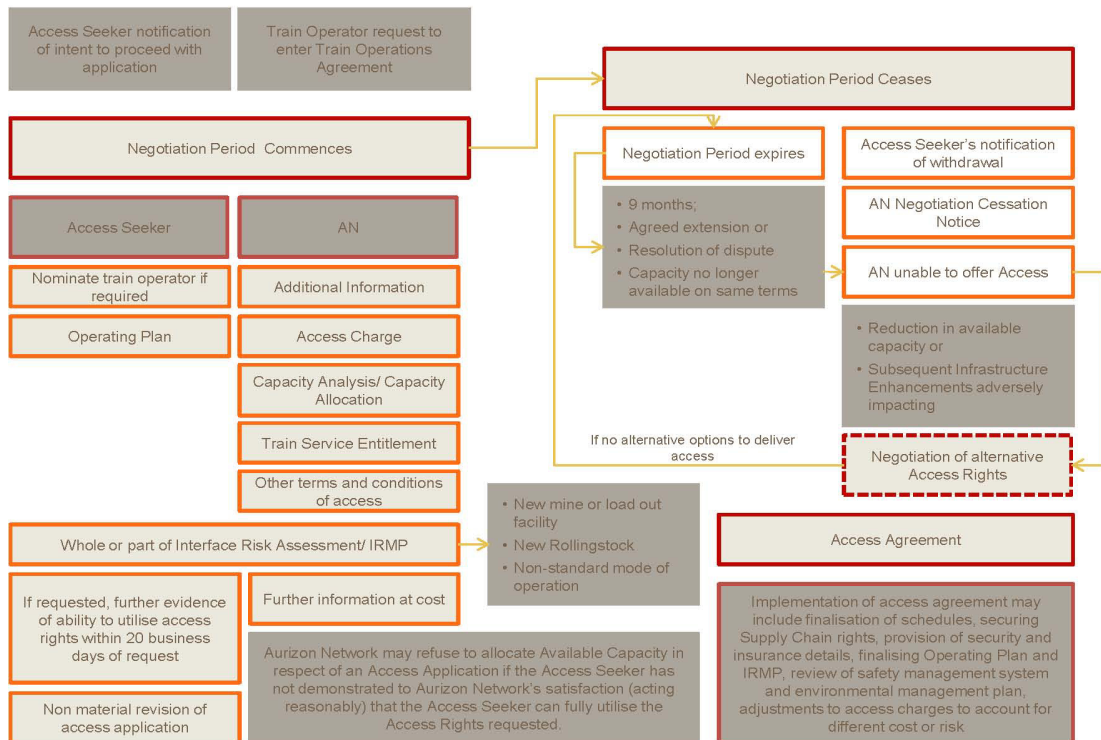 Access Seeker notification
of intent to proceed with
application
Train Operator request to
enter Train Operations
Agreement
Negotiation Period Commences
Access Seeker
AN
Nominate train operator if
required
Additional Information
Operating Plan
Access Charge
Capacity Analysis/ Capacity
Allocation
Train Service Entitlement
Other terms and conditions
of access
Whole or part of Interface Risk Assessment/ IRMP
• New mine or load out
facility
• New Rollingstock
• Non-standard mode of
operation
If requested, further evidence
of ability to utilise access
rights within 20 business
days of request
Further information at cost
Non material revision of
access application
Aurizon Network may refuse to allocate Available Capacity in
respect of an Access Application if the Access Seeker has
not demonstrated to Aurizon Network's satisfaction (acting
reasonably) that the Access Seeker can fully utilise the
Access Rights requested.
Negotiation Period Ceases
Negotiation Period expires
• 9 months;
• Agreed extension or
• Resolution of dispute
• Capacity no longer
available on same terms
Access Seeker's notification
of withdrawal
AN Negotiation Cessation
Notice
AN unable to offer Access
• Reduction in available
capacity or
• Subsequent Infrastructure
Enhancements adversely
impacting
If no alternative options to deliver
access
Negotiation of alternative
Access Rights
Access Agreement
Implementation of access agreement may
include finalisation of schedules, securing
Supply Chain rights, provision of security and
insurance details, finalising Operating Plan and
IRMP, review of safety management system
and environmental management plan,
adjustments to access charges to account for
different cost or risk